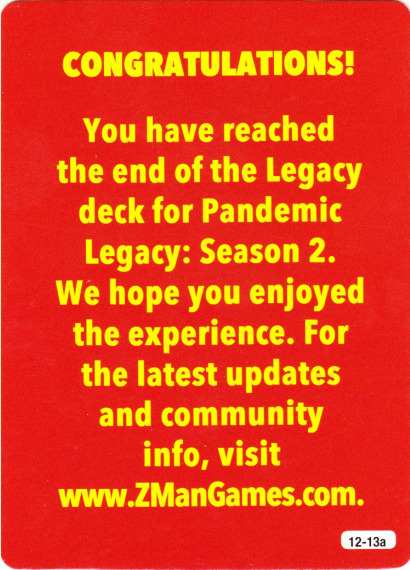 CONGRATULATIONS!
You have reached
the end of the Legacy
deck for Pandemic
Legacy: Season 2.
We hope you enjoyed
the experience. For
the latest updates
and community
info, visit
www.ZManGames.com.
12-13a